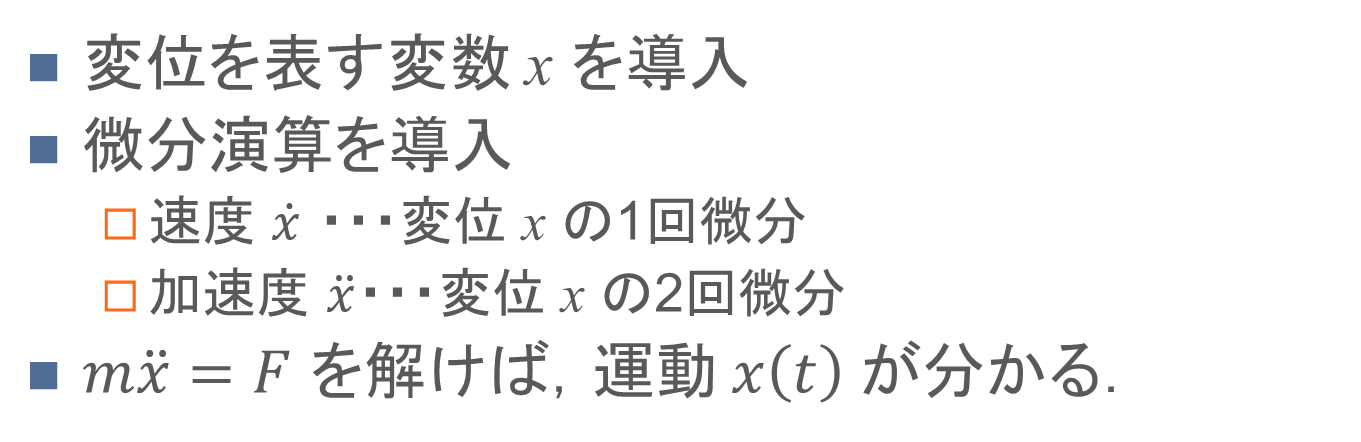 ■ 変位を表す変数 x を導入
■ 微分演算を導入
□ 速度 ẋ ・・・変位 x の1回微分
□ 加速度 ẍ・・・変位 x の2回微分
■ mẍ = F を解けば, 運動 x(t) が分かる.